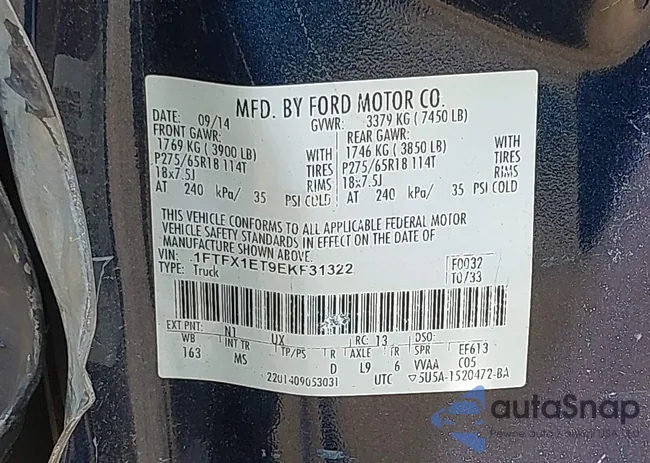 MFD. BY FORD MOTOR CO.
DATE: 09/14 GVWR: 3379 KG ( 7450 LB)
FRONT GAWR: REAR GAWR:
1769 KG ( 3900 LB) WITH 1746 KG ( 3850 LB) WITH
P275/65R18 114T TIRES P275/65R18 114T TIRES
18x7.5J RIMS 18x7.5J RIMS
AT 240 kPa/ 35 PSI COLD AT 240 kPa/ 35 PSI COLD
THIS VEHICLE CONFORMS TO ALL APPLICABLE FEDERAL MOTOR
VEHICLE SAFETY STANDARDS IN EFFECT ON THE DATE OF
MANUFACTURE SHOWN ABOVE.
VIN: 1FTFX1ET9EKF31322 F0032
TYPE: Truck T0733
EXT PNT: N1 UX RC: 13 DSO:
WB INT TR TP/PS R AXLE TR SPR EF613
163 MS D L9 6 VVAA C05
2201409053031 UTC 5U5A-1520472-BA
autoSnap